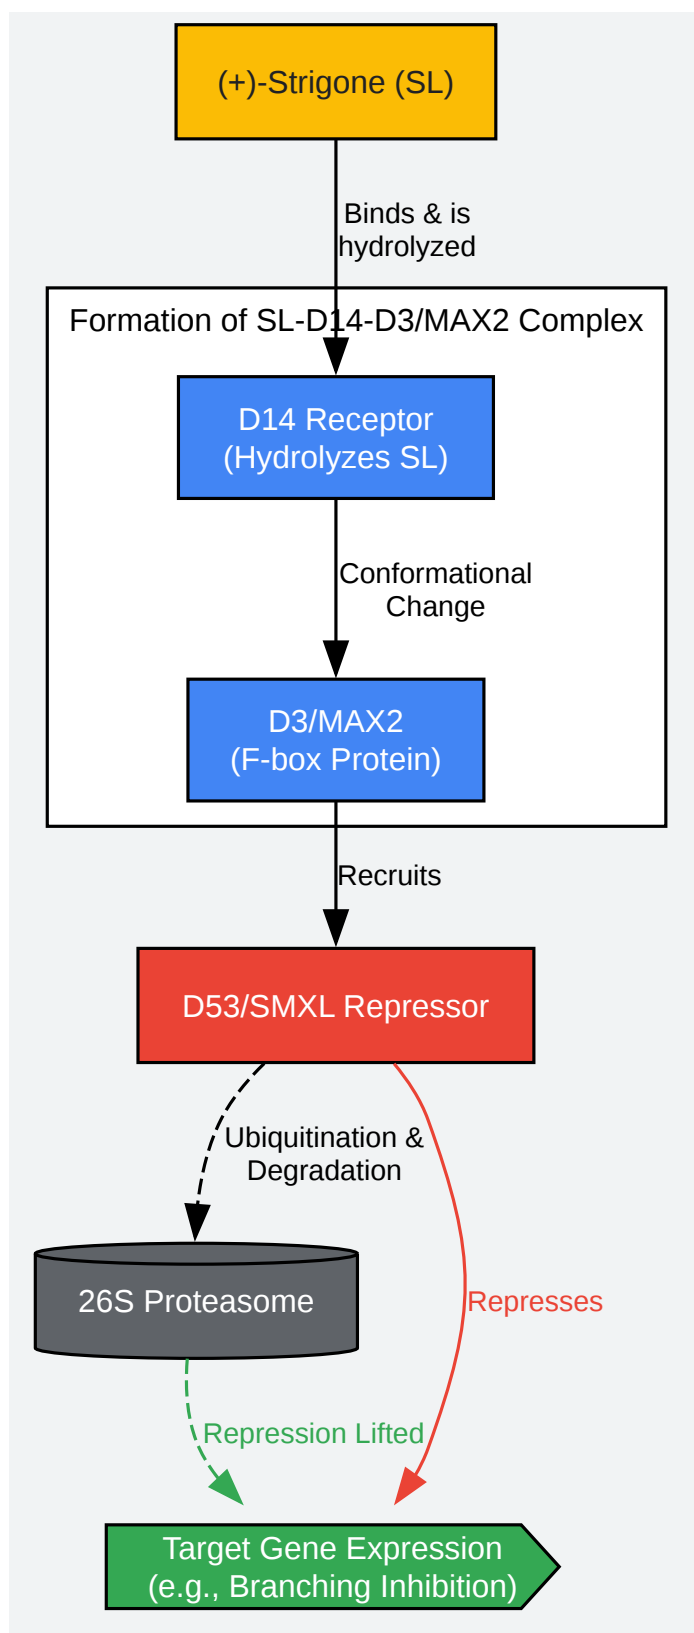 (+)-Strigone (SL)
Binds & is
hydrolyzed
Formation of SL-D14-D3/MAX2 Complex
D14 Receptor
(Hydrolyzes SL)
Conformational
Change
D3/MAX2
(F-box Protein)
Recruits
D53/SMXL Repressor
Ubiquitination &
Degradation
26S Proteasome
Represses
Repression Lifted
Target Gene Expression
(e.g., Branching Inhibition)